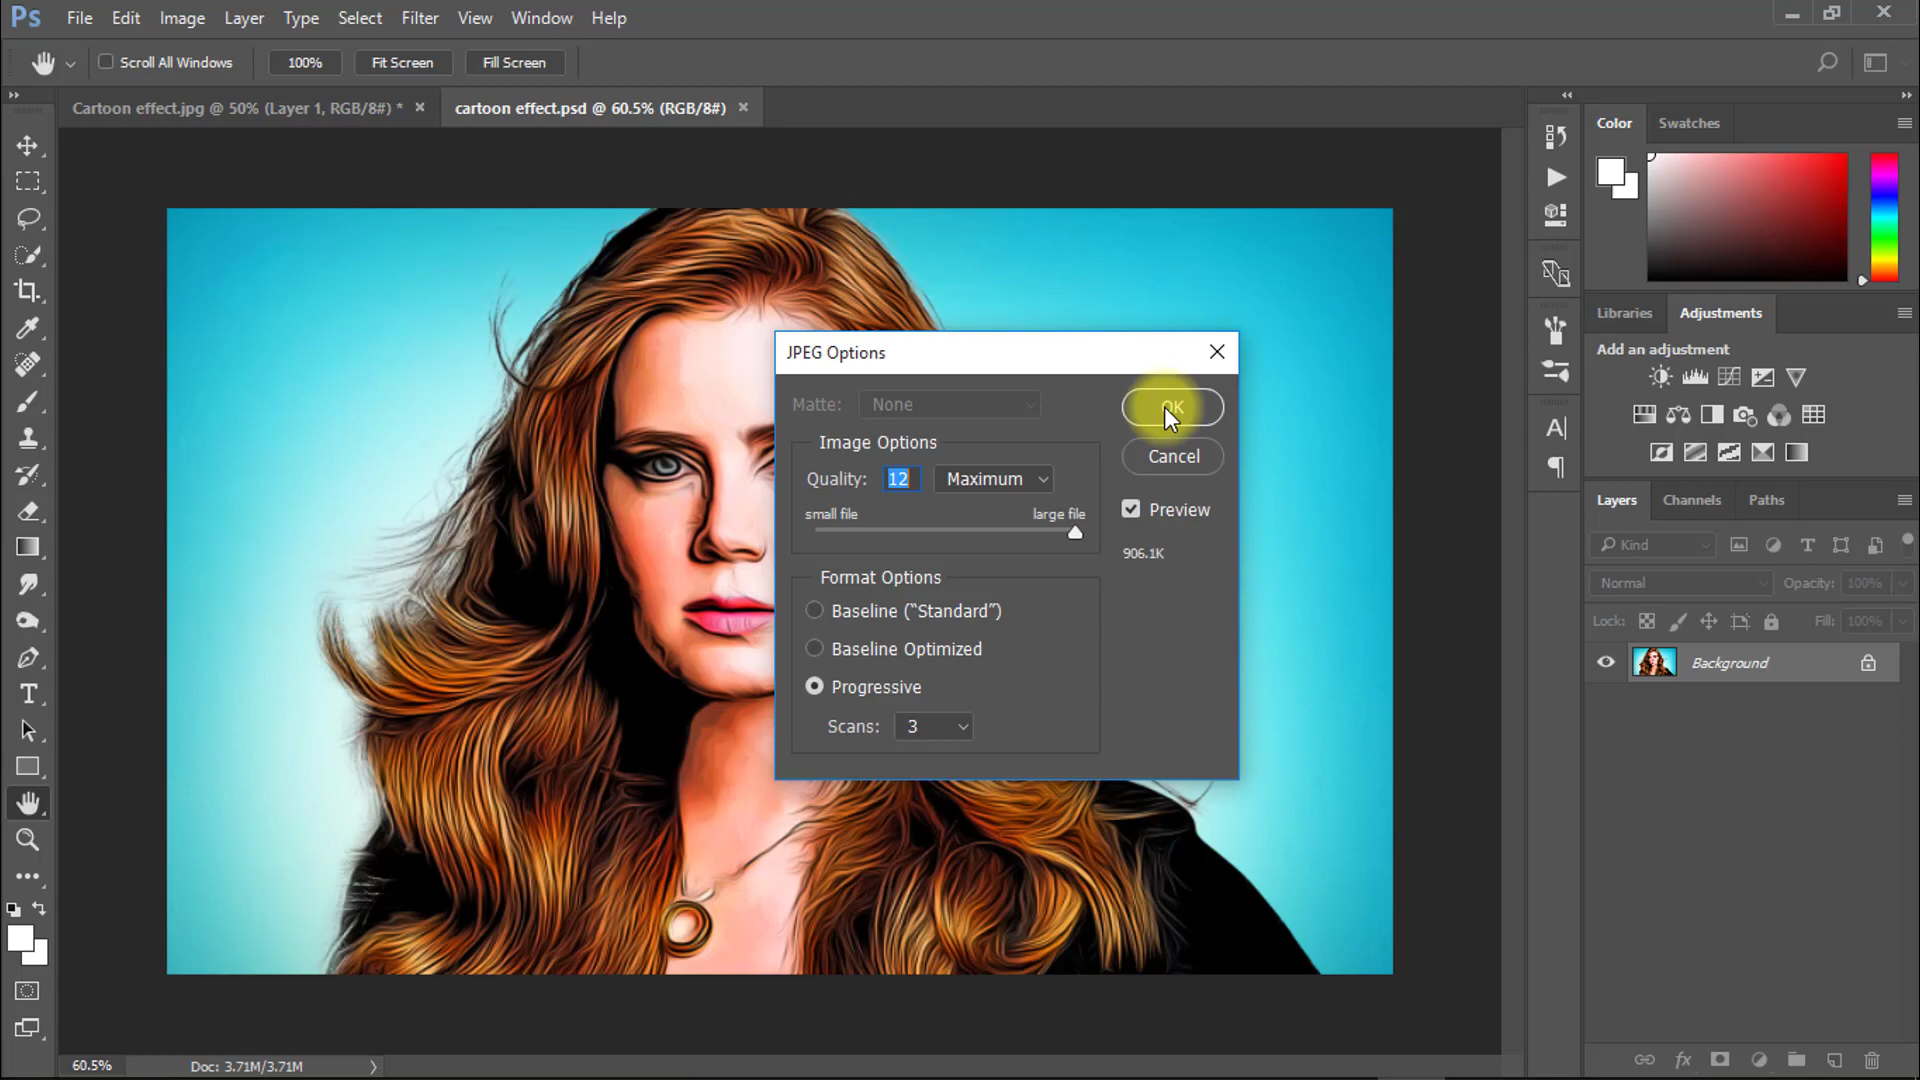 Ps File Edit Image Layer Type Select Filter View Window Help
Scroll All Windows 100% Fit Screen Fill Screen
Cartoon effect.jpg @ 50% (Layer 1, RGB/8#) * × cartoon effect.psd @ 60.5% (RGB/8#) ×
Color Swatches
Libraries Adjustments
Add an adjustment
JPEG Options
Matte: None
OK
Image Options
Cancel
Quality: 12 Maximum
Preview
small file large file
906.1K
Format Options
Baseline (“Standard”)
Baseline Optimized
Progressive
Scans: 3
Layers Channels Paths
Kind
Normal Opacity: 100%
Lock: Fill: 100%
Background
60.5% Doc: 3.71M/3.71M